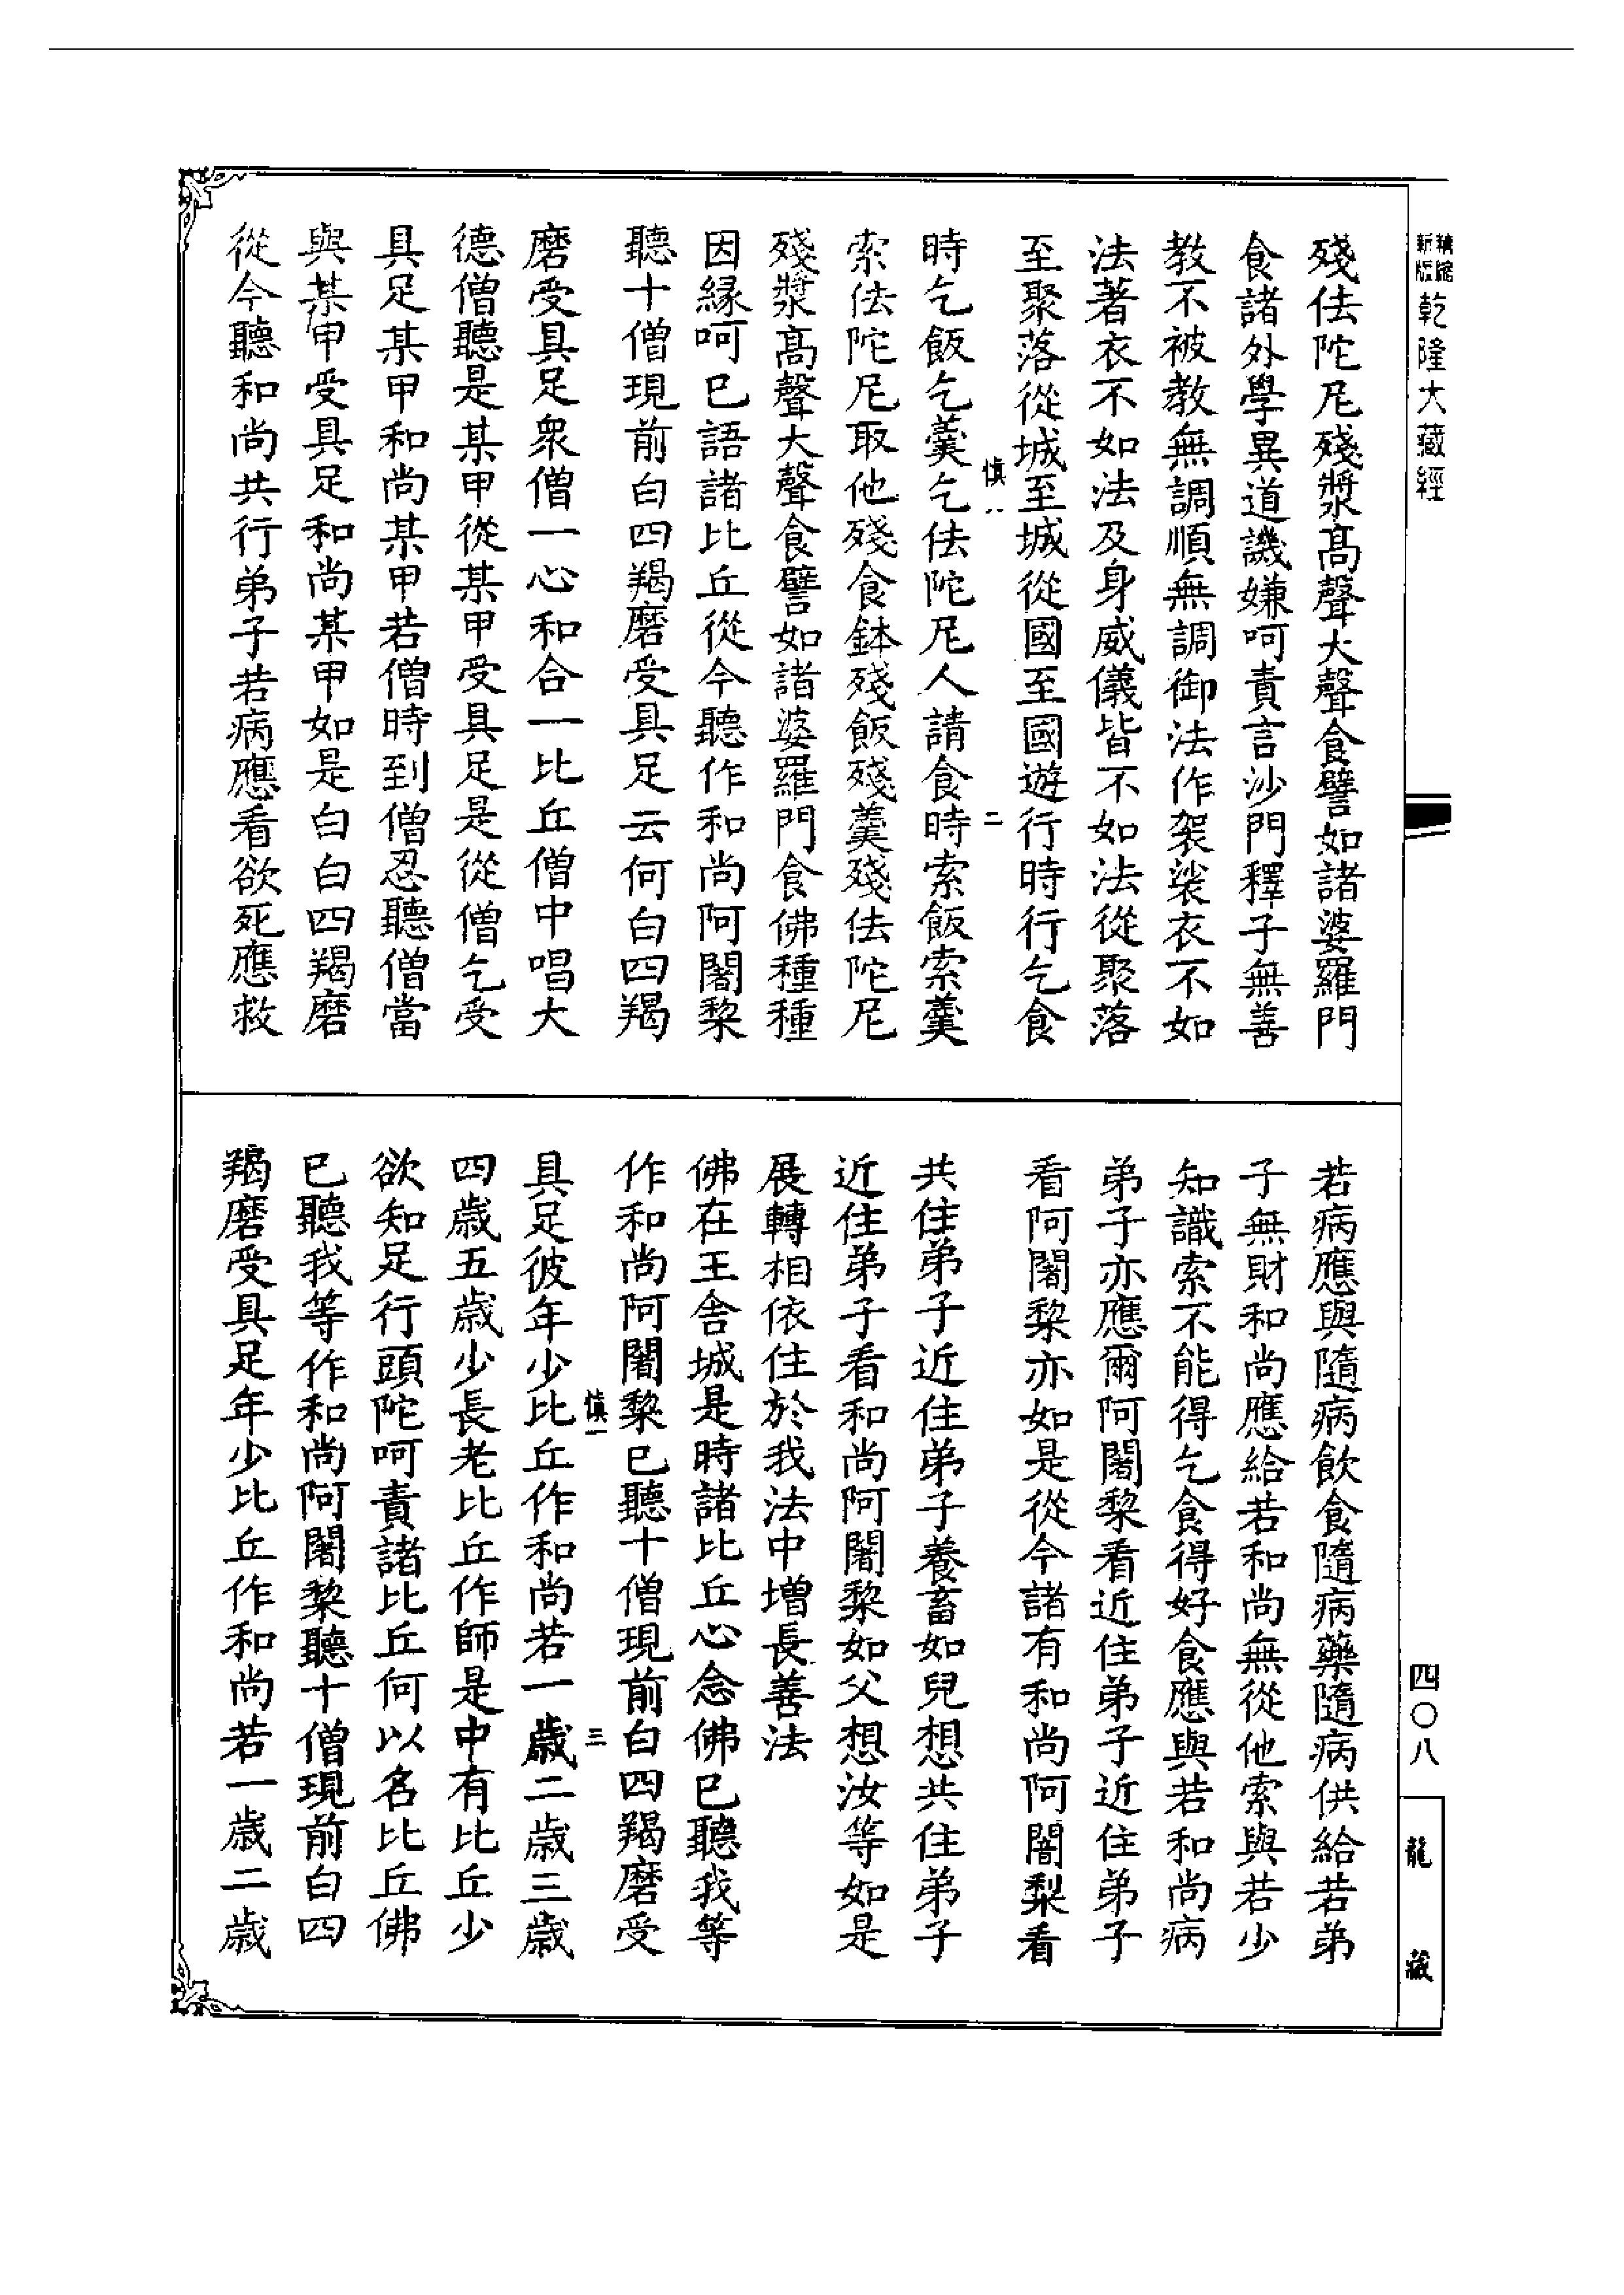 精縮新版 乾隆大藏經
殘佉陀尼殘漿髙聲大聲食譬如諸婆羅門
食諸外學異道譏嫌呵責言沙門釋子無善
教不被教無調順無調御法作袈裟衣不如
法著衣不如法及身威儀皆不如法從聚落
至聚落從城至城從國至國遊行時行乞食
慎一 二
時乞飯乞羹乞佉陀尼人請食時索飯索羹
索佉陀尼取他殘食鉢殘飯殘羹殘佉陀尼
殘漿髙聲大聲食譬如諸婆羅門食佛種種
因緣呵已語諸比丘從今聽作和尚阿闍黎
聽十僧現前白四羯磨受具足云何白四羯
磨受具足衆僧一心和合一比丘僧中唱大
德僧聽是某甲從某甲受具足是從僧乞受
具足某甲和尚某甲若僧時到僧忍聽僧當
與某甲受具足和尚某甲如是白白四羯磨
從今聽和尚共行弟子若病應看欲死應救
若病應與隨病飲食隨病藥隨病供給若弟
子無財和尚應給若和尚無從他索與若少
知識索不能得乞食得好食應與若和尚病
弟子亦應爾阿闍黎看近住弟子近住弟子
看阿闍黎亦如是從今諸有和尚阿闍梨看
共住弟子近住弟子養畜如兒想共住弟子
近住弟子看和尚阿闍黎如父想汝等如是
展轉相依住於我法中增長善法
佛在王舍城是時諸比丘心念佛已聽我等
作和尚阿闍黎已聽十僧現前白四羯磨受
慎一 三
具足彼年少比丘作和尚若一歲二歲三歲
四歲五歲少長老比丘作師是中有比丘少
欲知足行頭陀呵責諸比丘何以名比丘佛
已聽我等作和尚阿闍黎聽十僧現前白四
羯磨受具足年少比丘作和尚若一歲二歲
四〇八
龍藏